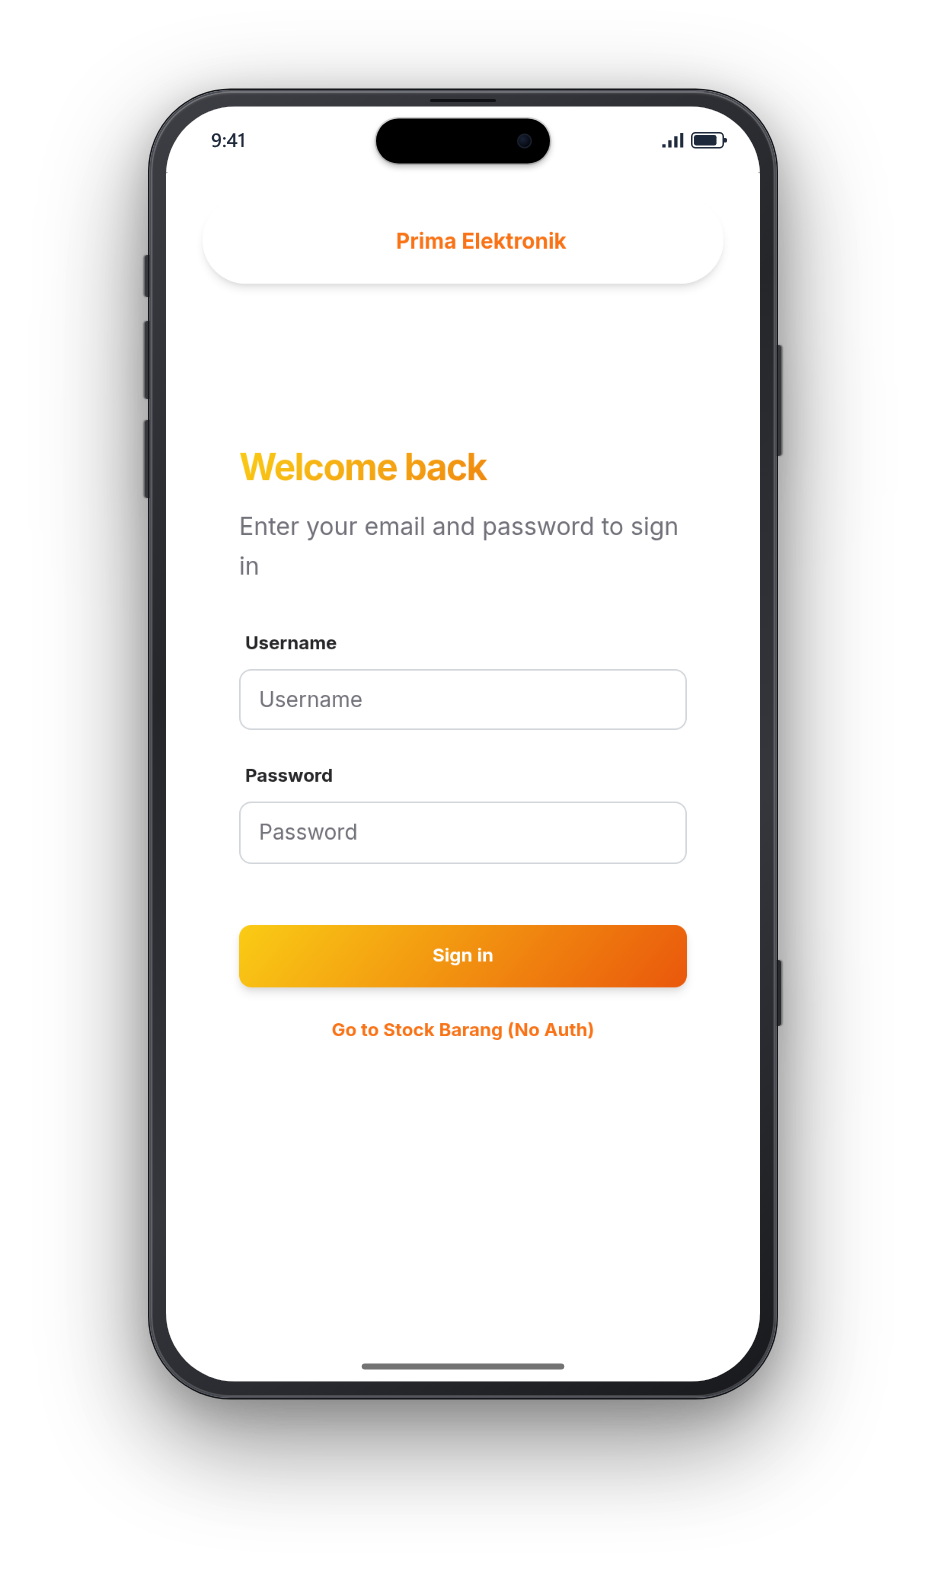 9:41
Prima Elektronik
Welcome back
Enter your email and password to sign
in
Username
Username
Password
Password
Sign in
Go to Stock Barang (No Auth)